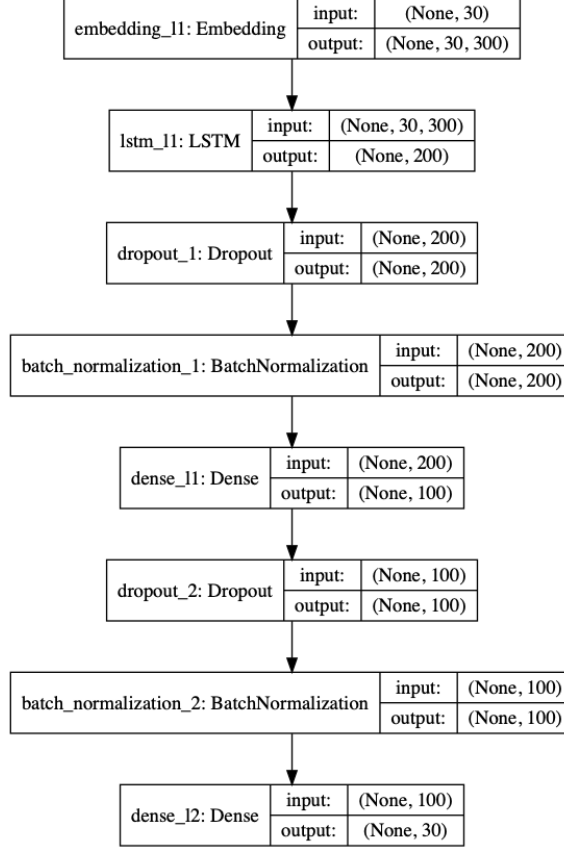 embedding_l1: Embedding
input: (None, 30)
output: (None, 30, 300)
lstm_l1: LSTM
input: (None, 30, 300)
output: (None, 200)
dropout_1: Dropout
input: (None, 200)
output: (None, 200)
batch_normalization_1: BatchNormalization
input: (None, 200)
output: (None, 200)
dense_l1: Dense
input: (None, 200)
output: (None, 100)
dropout_2: Dropout
input: (None, 100)
output: (None, 100)
batch_normalization_2: BatchNormalization
input: (None, 100)
output: (None, 100)
dense_l2: Dense
input: (None, 100)
output: (None, 30)